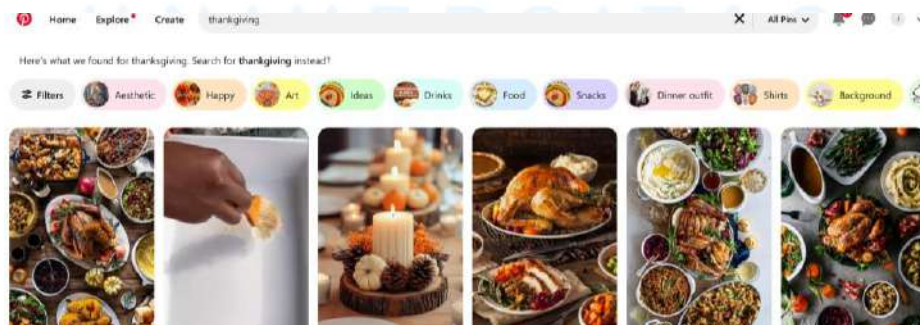 Home Explore Create thankgiving All Pins
Here's what we found for thanksgiving. Search for thankgiving instead?
Filters Aesthetic Happy Art Ideas Drinks Food Snacks Dinner outfit Shirts Background